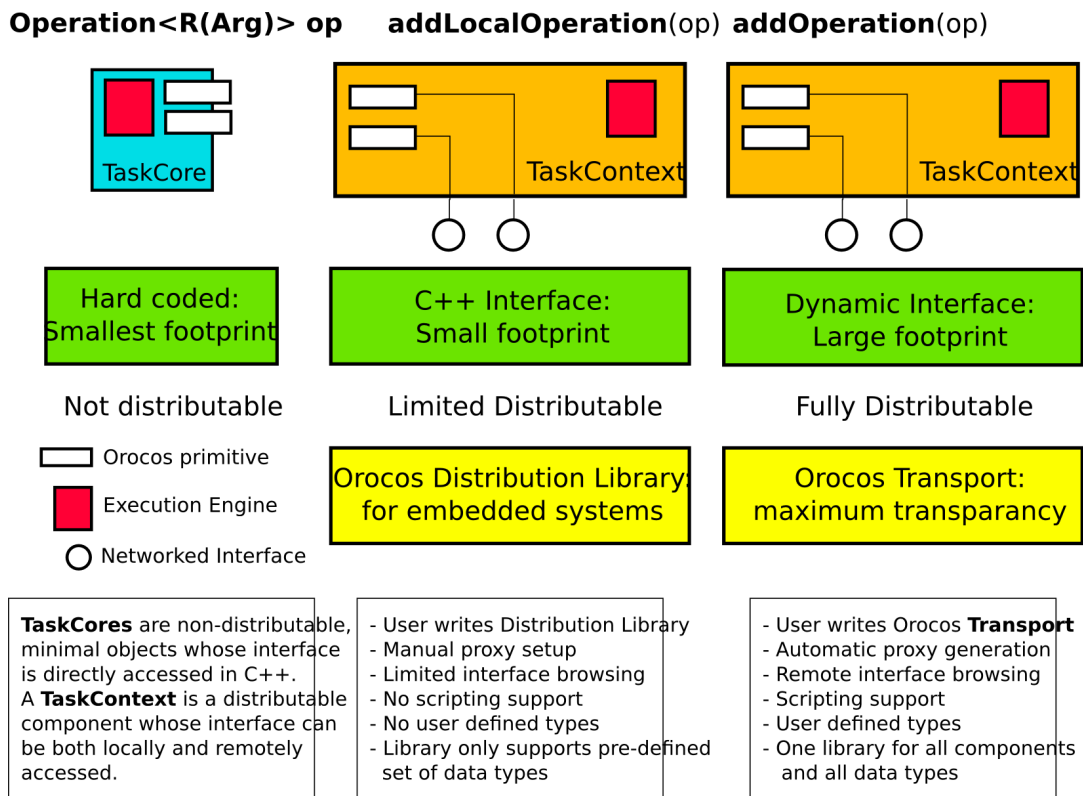 Operation<R(Arg)> op
addLocalOperation(op)
addOperation(op)
TaskCore
TaskContext
TaskContext
Hard coded:
Smallest footprint
C++ Interface:
Small footprint
Dynamic Interface:
Large footprint
Not distributable
Limited Distributable
Fully Distributable
Orocos primitive
Execution Engine
Networked Interface
Orocos Distribution Library:
for embedded systems
Orocos Transport:
maximum transparancy
TaskCores are non-distributable,
minimal objects whose interface
is directly accessed in C++.
A TaskContext is a distributable
component whose interface can
be both locally and remotely
accessed.
- User writes Distribution Library
- Manual proxy setup
- Limited interface browsing
- No scripting support
- No user defined types
- Library only supports pre-defined
set of data types
- User writes Orocos Transport
- Automatic proxy generation
- Remote interface browsing
- Scripting support
- User defined types
- One library for all components
and all data types